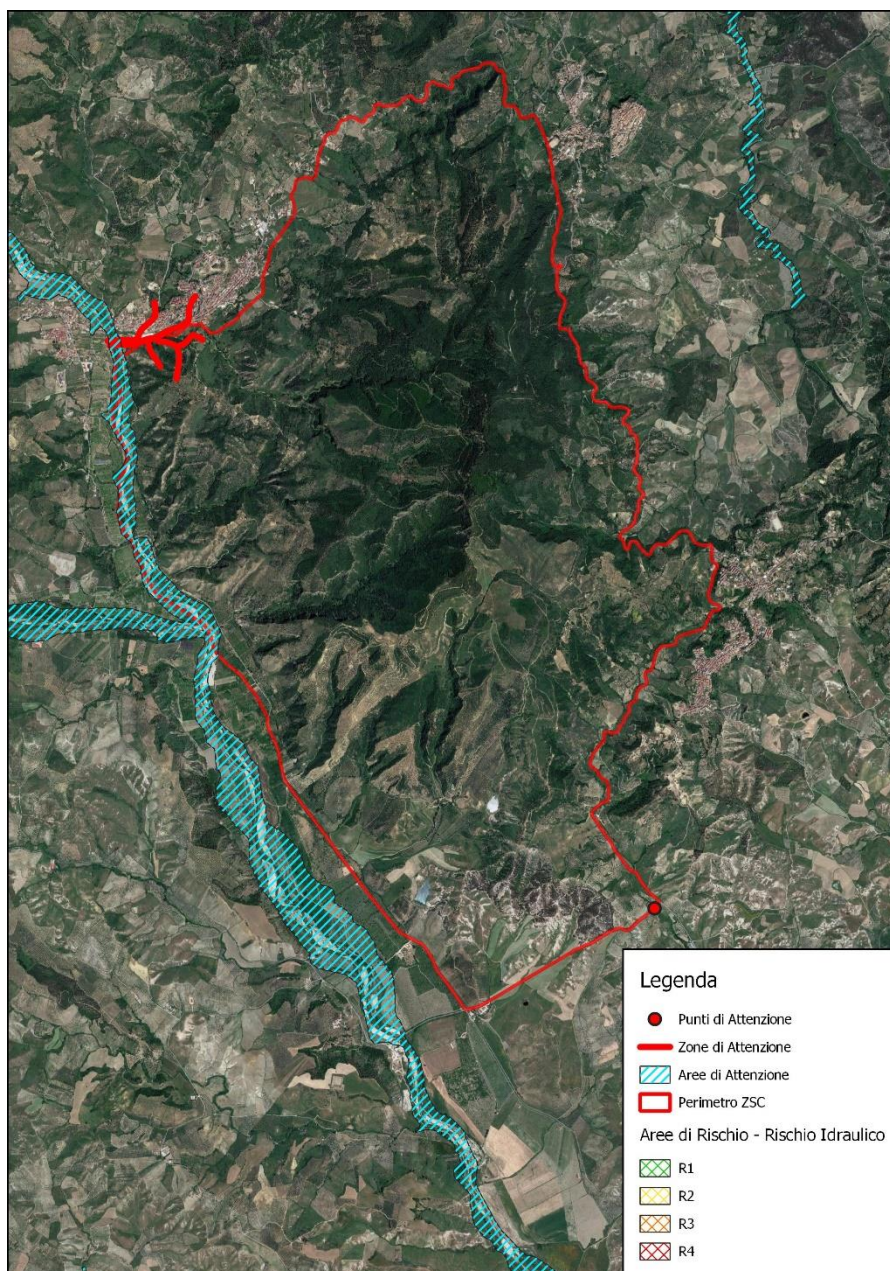 Legenda
Punti di Attenzione
Zone di Attenzione
Aree di Attenzione
Perimetro ZSC
Aree di Rischio - Rischio Idraulico
R1
R2
R3
R4